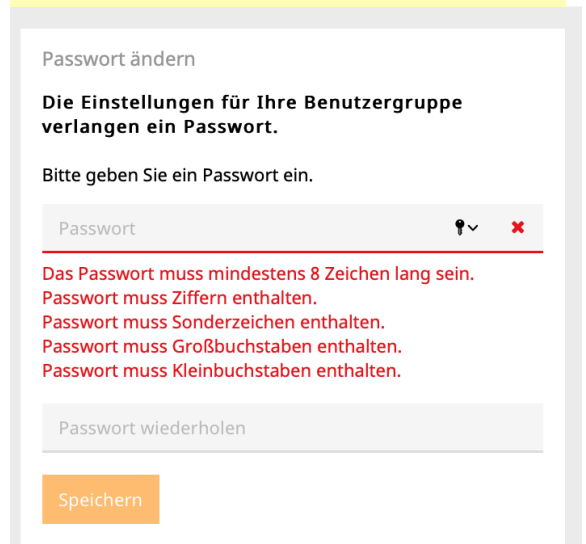 Passwort ändern
Die Einstellungen für Ihre Benutzergruppe
verlangen ein Passwort.
Bitte geben Sie ein Passwort ein.
Passwort
Das Passwort muss mindestens 8 Zeichen lang sein.
Passwort muss Ziffern enthalten.
Passwort muss Sonderzeichen enthalten.
Passwort muss Großbuchstaben enthalten.
Passwort muss Kleinbuchstaben enthalten.
Passwort wiederholen
Speichern